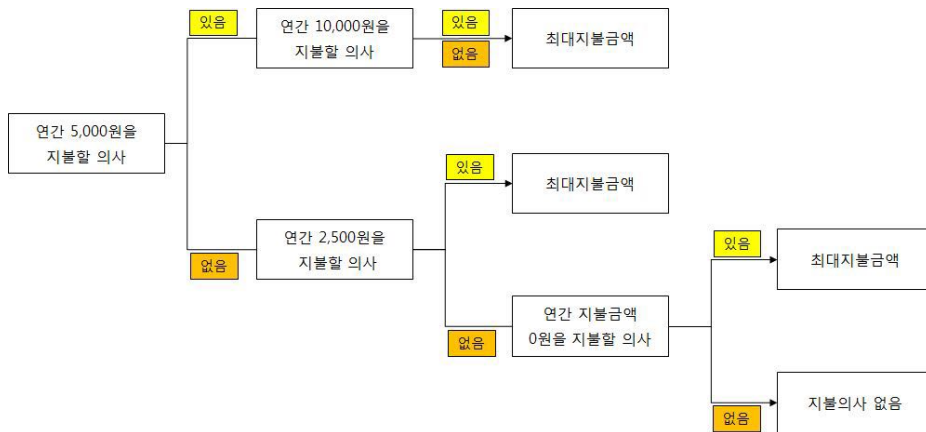 있음
연간 10,000원을
지불할 의사
있음
없음
최대지불금액
연간 5,000원을
지불할 의사
있음
최대지불금액
없음
연간 2,500원을
지불할 의사
있음
최대지불금액
없음
연간 지불금액
0원을 지불할 의사
없음
지불의사 없음